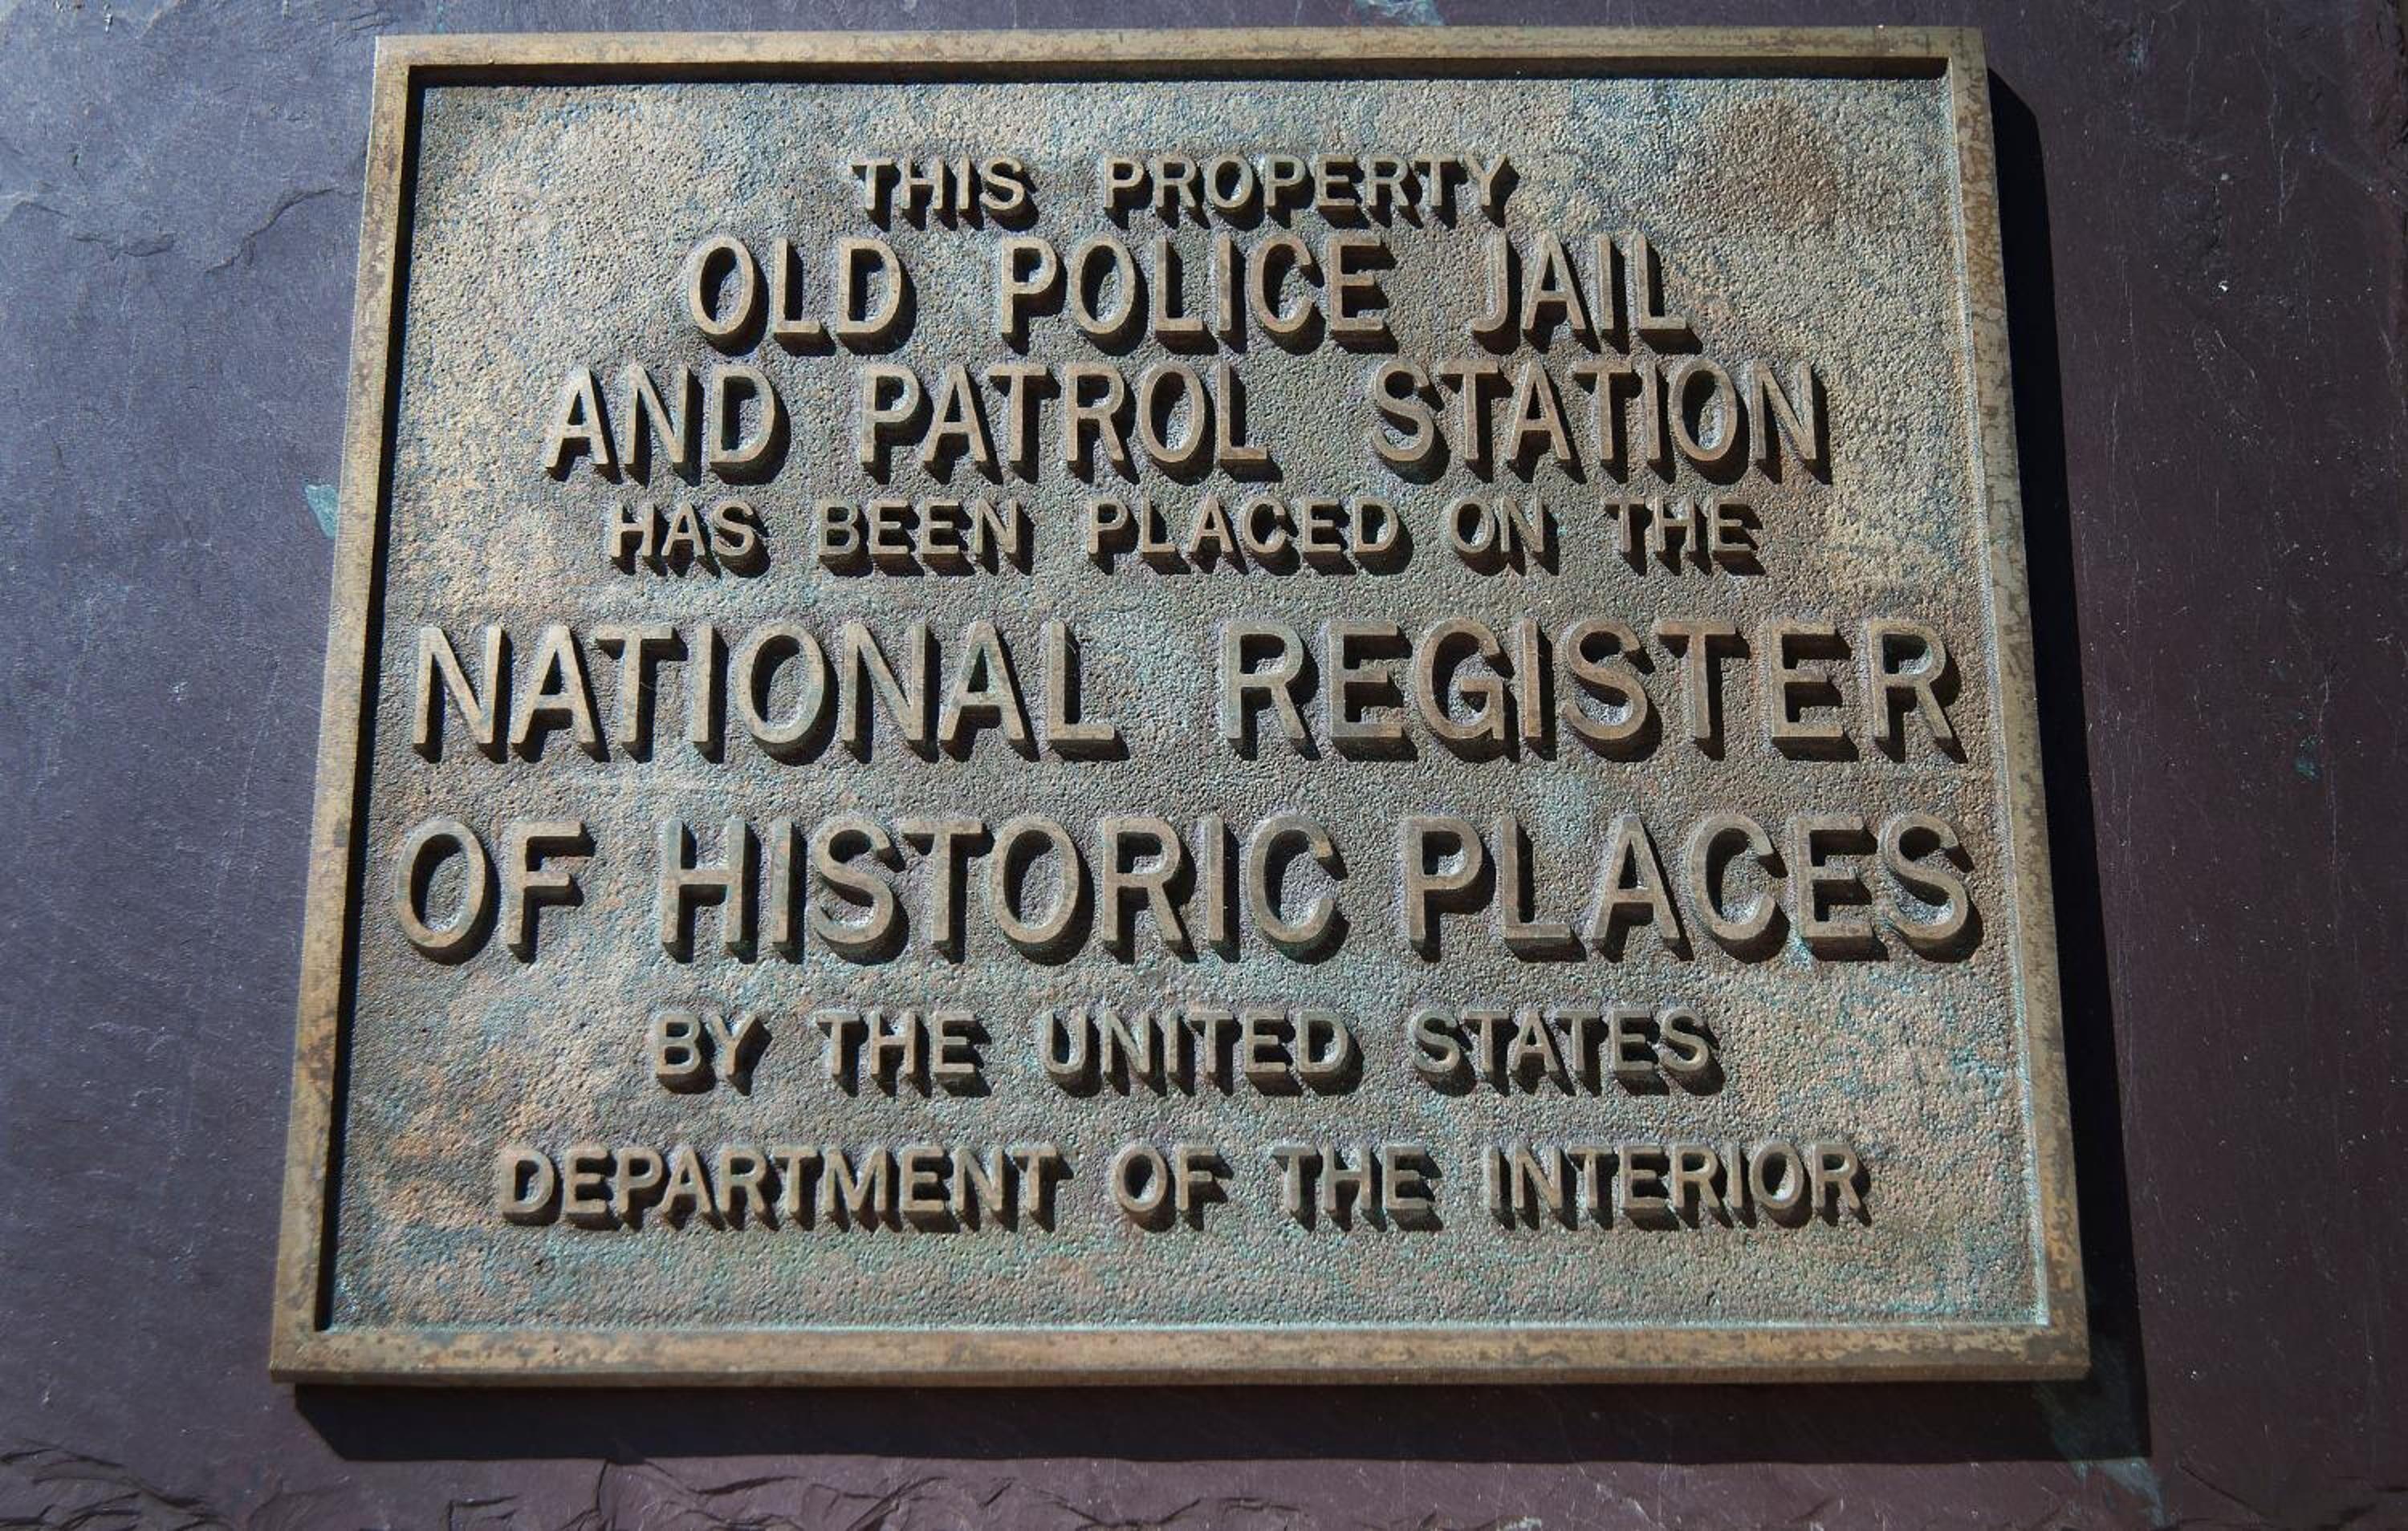 THIS PROPERTY
OLD POLICE JAIL
AND PATROL STATION
HAS BEEN PLACED ON THE
NATIONAL REGISTER
OF HISTORIC PLACES
BY THE UNITED STATES
DEPARTMENT OF THE INTERIOR